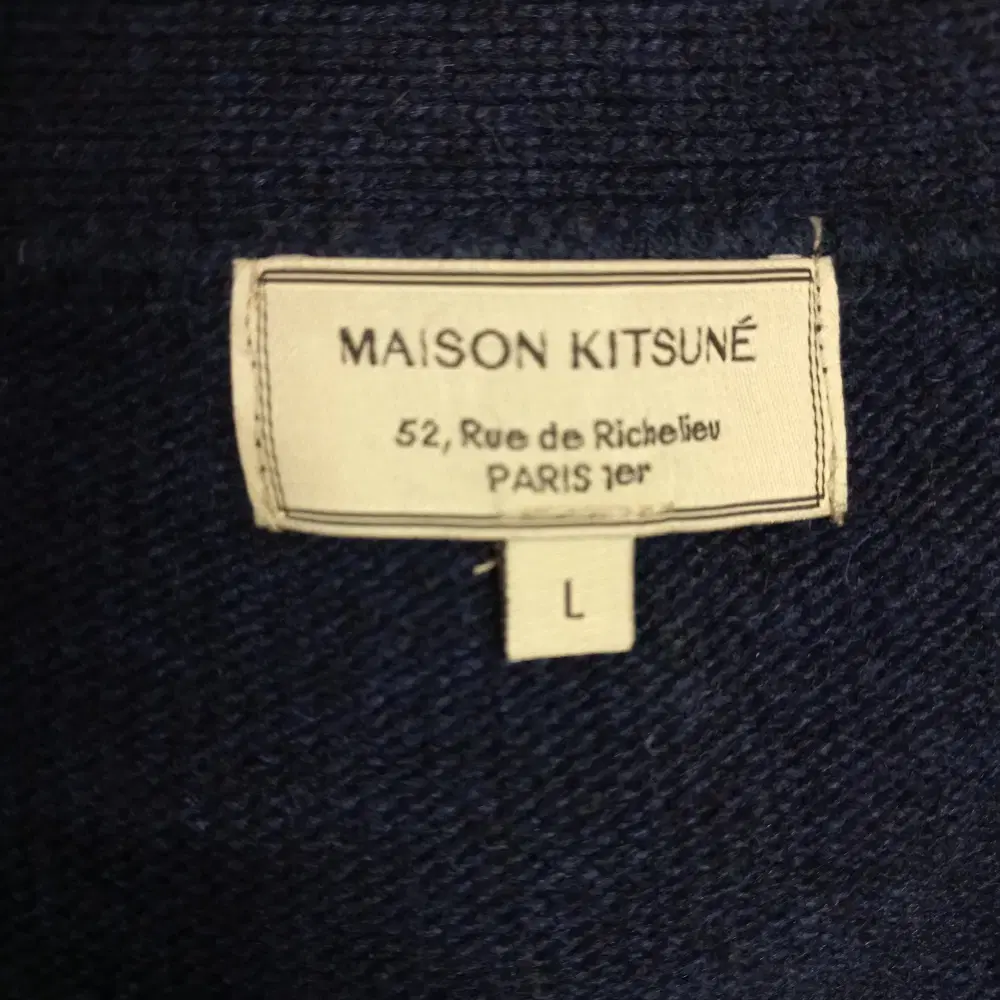 MAISON KITSUNÉ
52, Rue de Richelieu
PARIS 1er
L